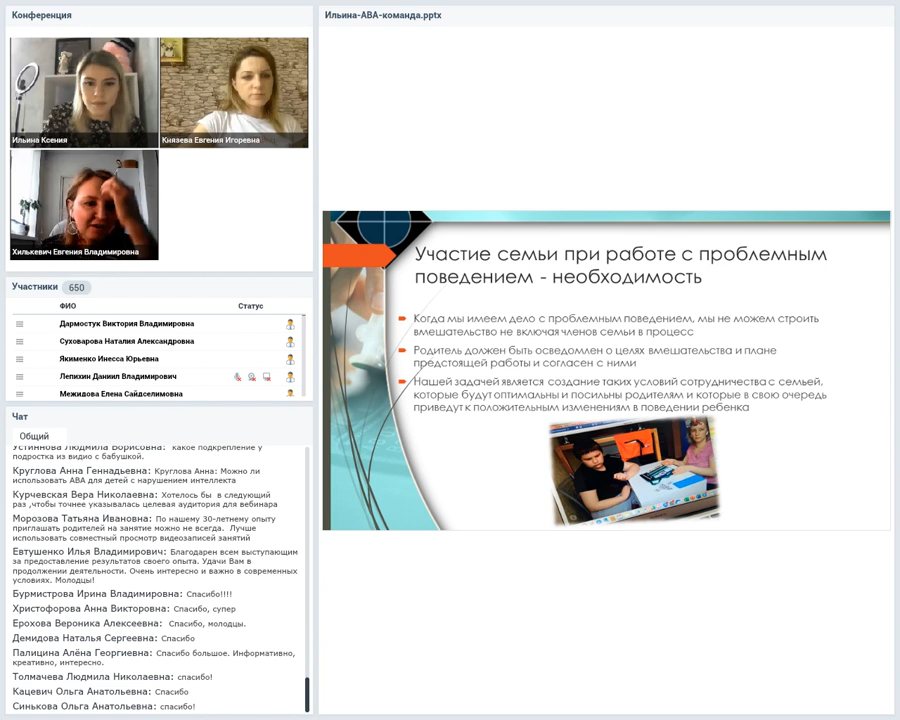 Конференция
Ильина Ксения
Князева Евгения Игоревна
Хилькевич Евгения Владимировна
Участники 650
ФИО Статус
Дармостук Виктория Владимировна
Суховарова Наталия Александровна
Якименко Инесса Юрьевна
Лепихин Даниил Владимирович
Межидова Елена Сайдселимовна
Чат
Общий
Устиннова Людмила Борисовна: какое подкрепление у
подростка из видео с бабушкой.
Круглова Анна Геннадьевна: Круглова Анна: Можно ли
использовать АВА для детей с нарушением интеллекта
Курчевская Вера Николаевна: Хотелось бы в следующий
раз ,чтобы точнее указывалась целевая аудитория для вебинара
Морозова Татьяна Ивановна: По нашему 30-летнему опыту
приглашать родителей на занятие можно не всегда. Лучше
использовать совместный просмотр видеозаписей занятий
Евтушенко Илья Владимирович: Благодарен всем выступающим
за предоставление результатов своего опыта. Удачи Вам в
продолжении деятельности. Очень интересно и важно в современных
условиях. Молодцы!
Бурмистрова Ирина Владимировна: Спасибо!!!!
Христофорова Анна Викторовна: Спасибо, супер
Ерохова Вероника Алексеевна: Спасибо, молодцы.
Демидова Наталья Сергеевна: Спасибо
Палицина Алёна Георгиевна: Спасибо большое. Информативно,
креативно, интересно.
Толмачева Людмила Николаевна: спасибо!
Кацевич Ольга Анатольевна: Спасибо
Синькова Ольга Анатольевна: спасибо!
Ильина-АВА-команда.pptx
Участие семьи при работе с проблемным
поведением - необходимость
Когда мы имеем дело с проблемным поведением, мы не можем строить
вмешательство не включая членов семьи в процесс
Родитель должен быть осведомлен о целях вмешательства и плане
предстоящей работы и согласен с ними
Нашей задачей является создание таких условий сотрудничества с семьей,
которые будут оптимальны и посильны родителям и которые в свою очередь
приведут к положительным изменениям в поведении ребенка